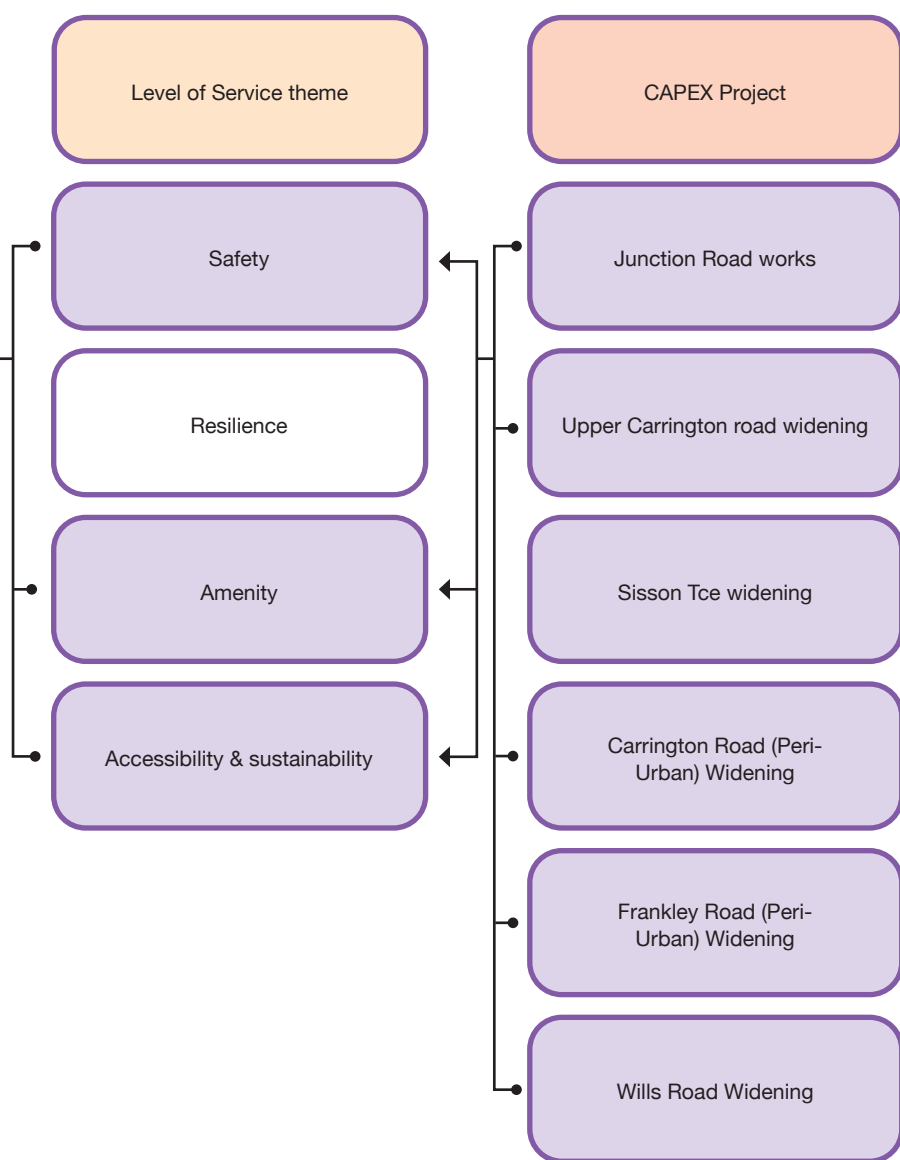 Level of Service theme
CAPEX Project
Safety
Junction Road works
Resilience
Upper Carrington road widening
Amenity
Sisson Tce widening
Accessibility & sustainability
Carrington Road (Peri-
Urban) Widening
Frankley Road (Peri-
Urban) Widening
Wills Road Widening